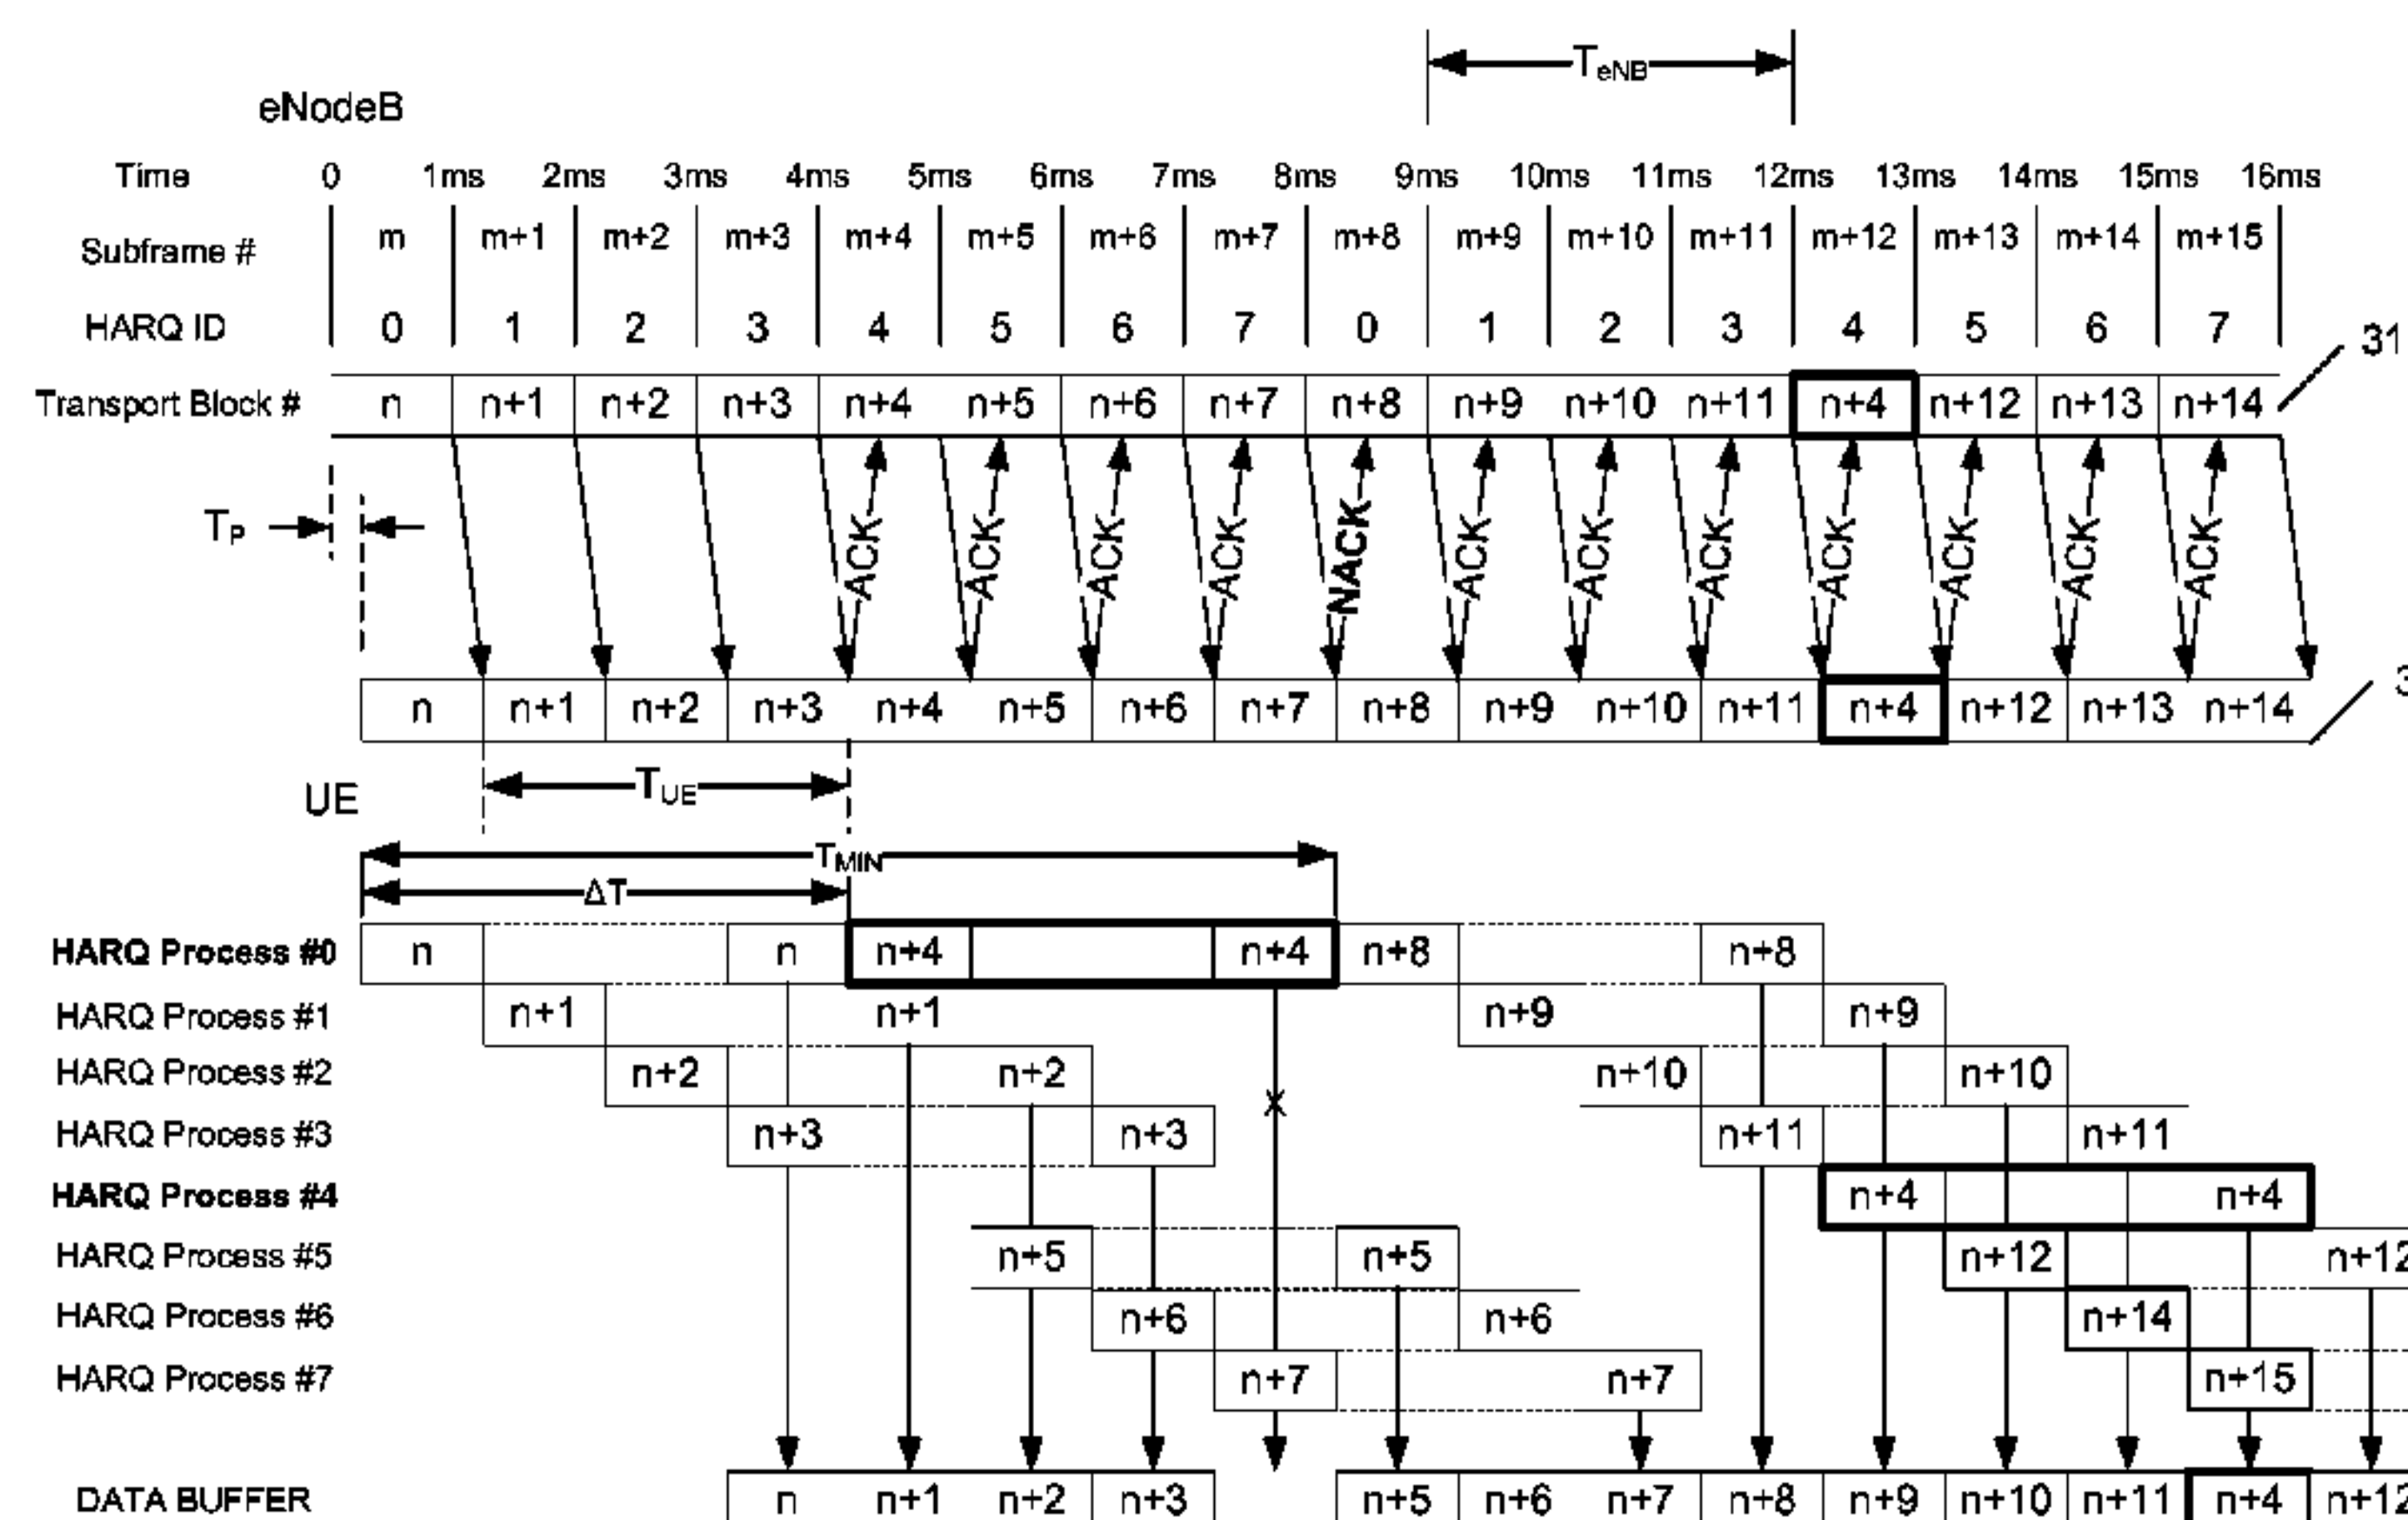 T_eNB
eNodeB
Time 0 1ms 2ms 3ms 4ms 5ms 6ms 7ms 8ms 9ms 10ms 11ms 12ms 13ms 14ms 15ms 16ms
Subframe # m m+1 m+2 m+3 m+4 m+5 m+6 m+7 m+8 m+9 m+10 m+11 m+12 m+13 m+14 m+15
HARQ ID 0 1 2 3 4 5 6 7 0 1 2 3 4 5 6 7 31
Transport Block # n n+1 n+2 n+3 n+4 n+5 n+6 n+7 n+8 n+9 n+10 n+11 n+4 n+12 n+13 n+14
T_P ACK ACK ACK ACK NACK ACK ACK ACK ACK ACK ACK ACK
n n+1 n+2 n+3 n+4 n+5 n+6 n+7 n+8 n+9 n+10 n+11 n+4 n+12 n+13 n+14
UE T_UE
T_MIN
ΔT
HARQ Process #0 n n n+4 n+4 n+8 n+8
HARQ Process #1 n+1 n+1 n+9 n+9
HARQ Process #2 n+2 n+2 n+10 n+10
HARQ Process #3 n+3 n+3 n+11 n+11
HARQ Process #4 n+4 n+4
HARQ Process #5 n+5 n+5 n+12 n+12
HARQ Process #6 n+6 n+6 n+14
HARQ Process #7 n+7 n+7 n+15
DATA BUFFER n n+1 n+2 n+3 n+5 n+6 n+7 n+8 n+9 n+10 n+11 n+4 n+12